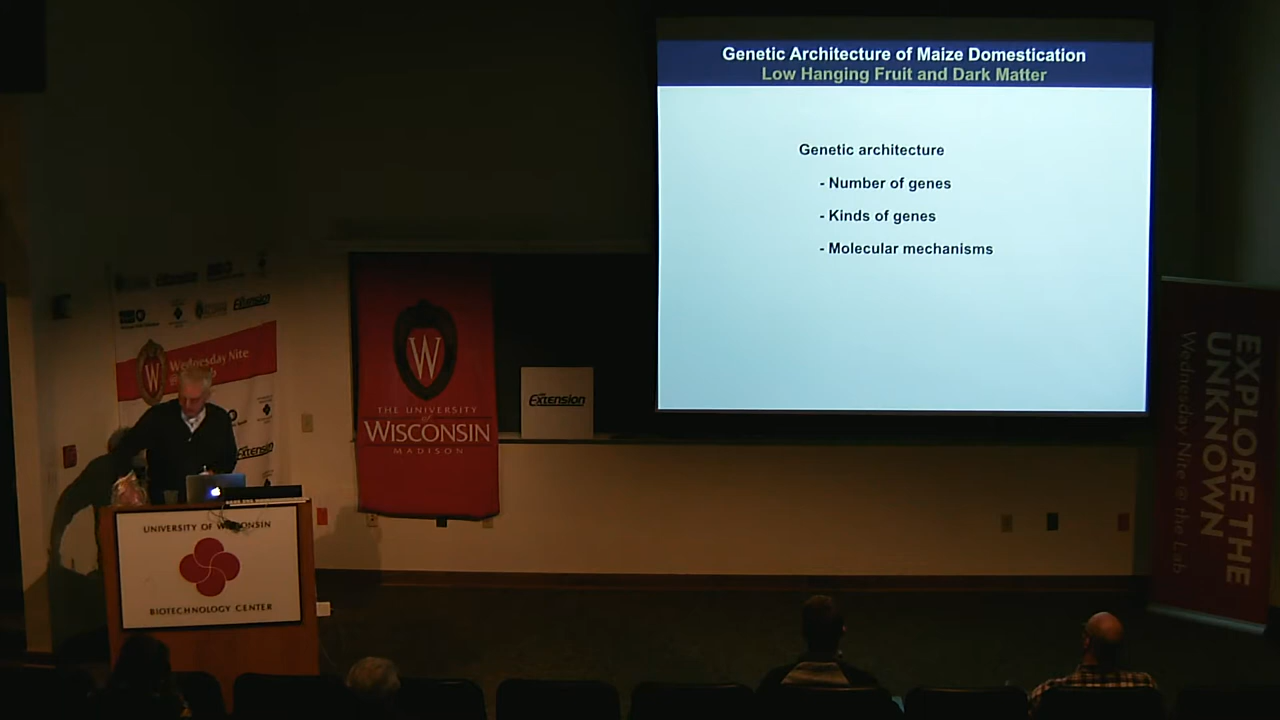 Genetic Architecture of Maize Domestication
Low Hanging Fruit and Dark Matter
Genetic architecture
- Number of genes
- Kinds of genes
- Molecular mechanisms
Extension
Wednesday Nite
W
THE UNIVERSITY
of
WISCONSIN
MADISON
Extension
Extension
UNIVERSITY OF WISCONSIN
BIOTECHNOLOGY CENTER
EXPLORE THE
UNKNOWN
Wednesday Nite @ the Lab